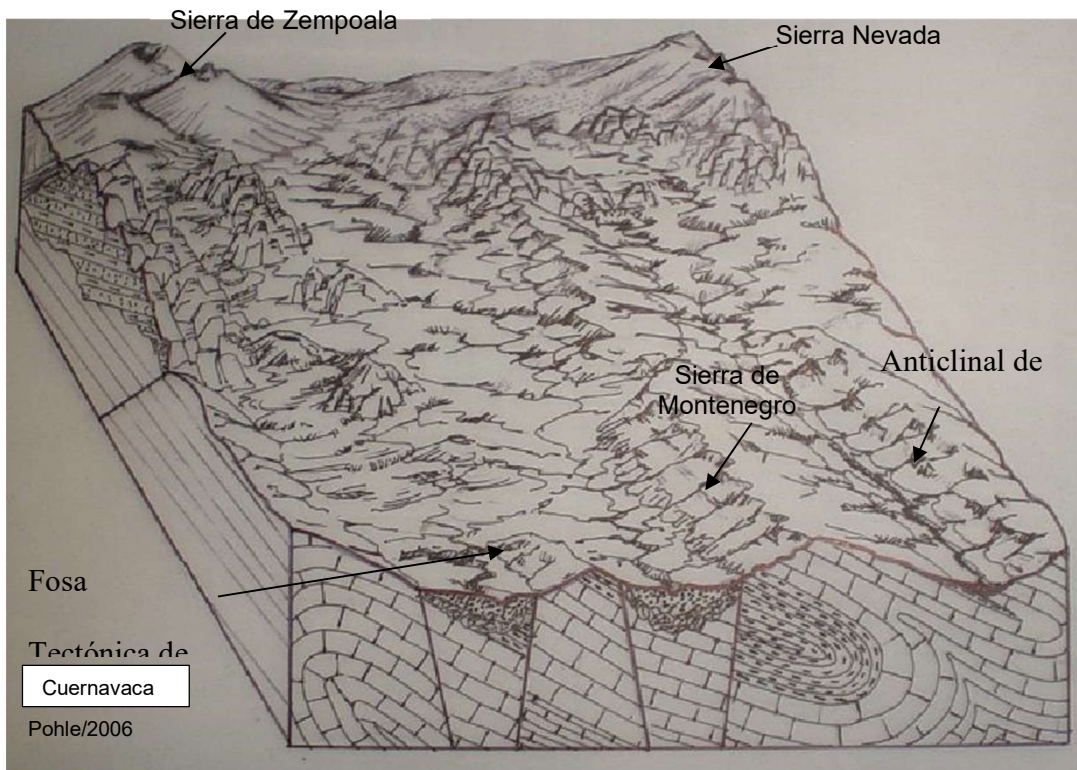 Sierra de Zempoala
Sierra Nevada
Anticlinal de
Sierra de
Montenegro
Fosa
Tectónica de
Cuernavaca
Pohle/2006